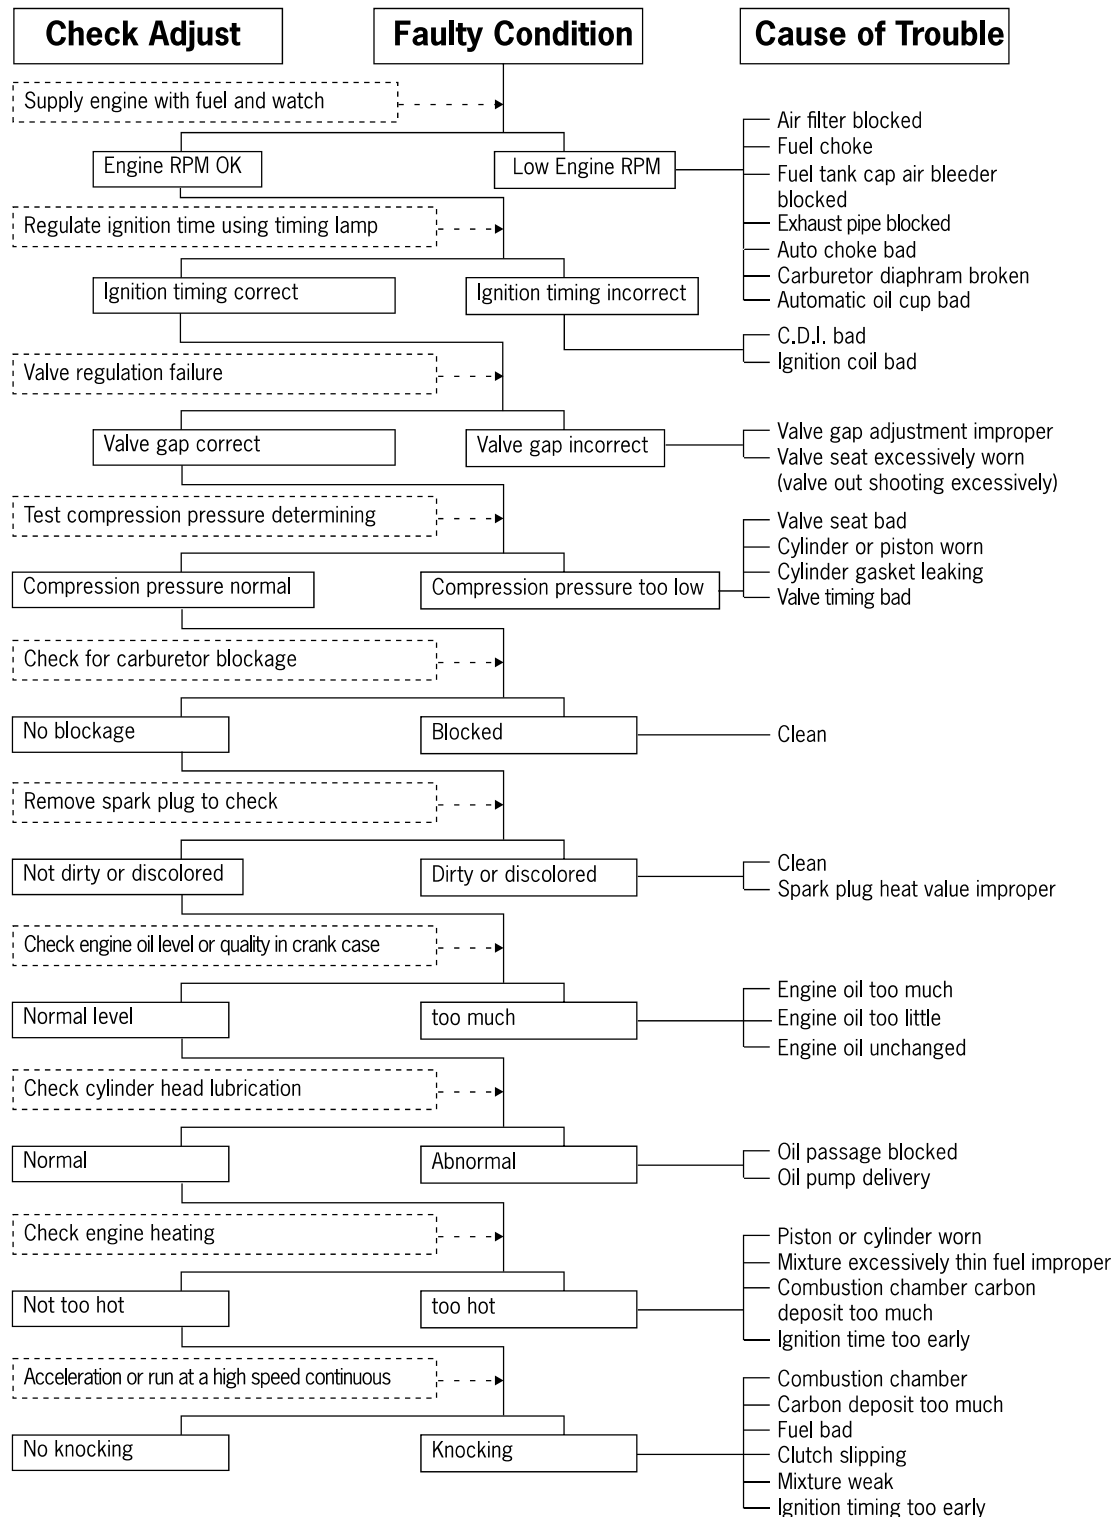 Check Adjust
Faulty Condition
Cause of Trouble
Supply engine with fuel and watch
Engine RPM OK
Low Engine RPM
Air filter blocked
Fuel choke
Fuel tank cap air bleeder
blocked
Exhaust pipe blocked
Auto choke bad
Carburetor diaphram broken
Automatic oil cup bad
Regulate ignition time using timing lamp
Ignition timing correct
Ignition timing incorrect
C.D.I. bad
Ignition coil bad
Valve regulation failure
Valve gap correct
Valve gap incorrect
Valve gap adjustment improper
Valve seat excessively worn
(valve out shooting excessively)
Test compression pressure determining
Compression pressure normal
Compression pressure too low
Valve seat bad
Cylinder or piston worn
Cylinder gasket leaking
Valve timing bad
Check for carburetor blockage
No blockage
Blocked
Clean
Remove spark plug to check
Not dirty or discolored
Dirty or discolored
Clean
Spark plug heat value improper
Check engine oil level or quality in crank case
Normal level
too much
Engine oil too much
Engine oil too little
Engine oil unchanged
Check cylinder head lubrication
Normal
Abnormal
Oil passage blocked
Oil pump delivery
Check engine heating
Not too hot
too hot
Piston or cylinder worn
Mixture excessively thin fuel improper
Combustion chamber carbon
deposit too much
Ignition time too early
Acceleration or run at a high speed continuous
No knocking
Knocking
Combustion chamber
Carbon deposit too much
Fuel bad
Clutch slipping
Mixture weak
Ignition timing too early